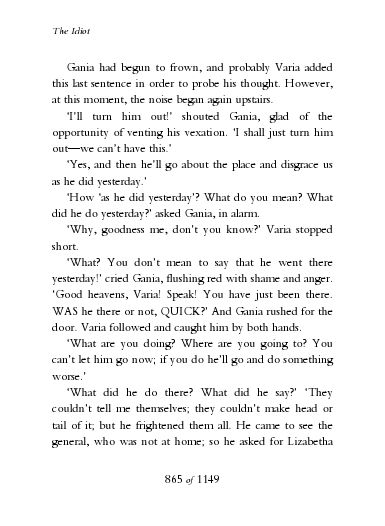 The Idiot
Gania had begun to frown, and probably Varia added
this last sentence in order to probe his thought. However,
at this moment, the noise began again upstairs.
‘I’ll turn him out!’ shouted Gania, glad of the
opportunity of venting his vexation. ‘I shall just turn him
out—we can’t have this.’
‘Yes, and then he’ll go about the place and disgrace us
as he did yesterday.’
‘How ‘as he did yesterday’? What do you mean? What
did he do yesterday?’ asked Gania, in alarm.
‘Why, goodness me, don’t you know?’ Varia stopped
short.
‘What? You don’t mean to say that he went there
yesterday!’ cried Gania, flushing red with shame and anger.
‘Good heavens, Varia! Speak! You have just been there.
WAS he there or not, QUICK?’ And Gania rushed for the
door. Varia followed and caught him by both hands.
‘What are you doing? Where are you going to? You
can’t let him go now; if you do he’ll go and do something
worse.’
‘What did he do there? What did he say?’ ‘They
couldn’t tell me themselves; they couldn’t make head or
tail of it; but he frightened them all. He came to see the
general, who was not at home; so he asked for Lizabetha
865 of 1149